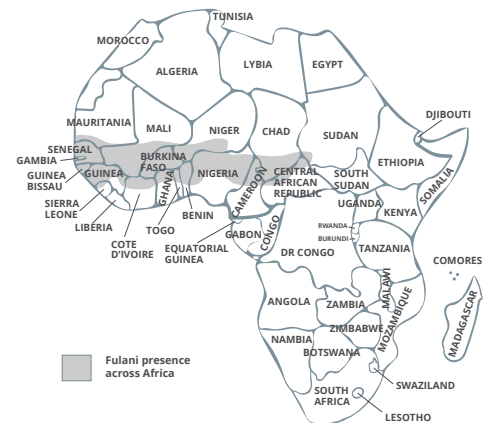 TUNISIA
MOROCCO
ALGERIA
LYBIA
EGYPT
MAURITANIA
MALI
NIGER
CHAD
SUDAN
DJIBOUTI
SENEGAL
GAMBIA
GUINEA
BISSAU
GUINEA
BURKINA
FASO
GHANA
NIGERIA
CAMEROON
CENTRAL
AFRICAN
REPUBLIC
SOUTH
SUDAN
ETHIOPIA
SOMALIA
SIERRA
LEONE
LIBERIA
COTE
D'IVOIRE
TOGO
BENIN
EQUATORIAL
GUINEA
GABON
CONGO
DR CONGO
UGANDA
KENYA
RWANDA
BURUNDI
TANZANIA
COMORES
ANGOLA
ZAMBIA
MALAWI
MOZAMBIQUE
MADAGASCAR
NAMBIA
ZIMBABWE
BOTSWANA
SOUTH
AFRICA
SWAZILAND
LESOTHO
Fulani presence
across Africa